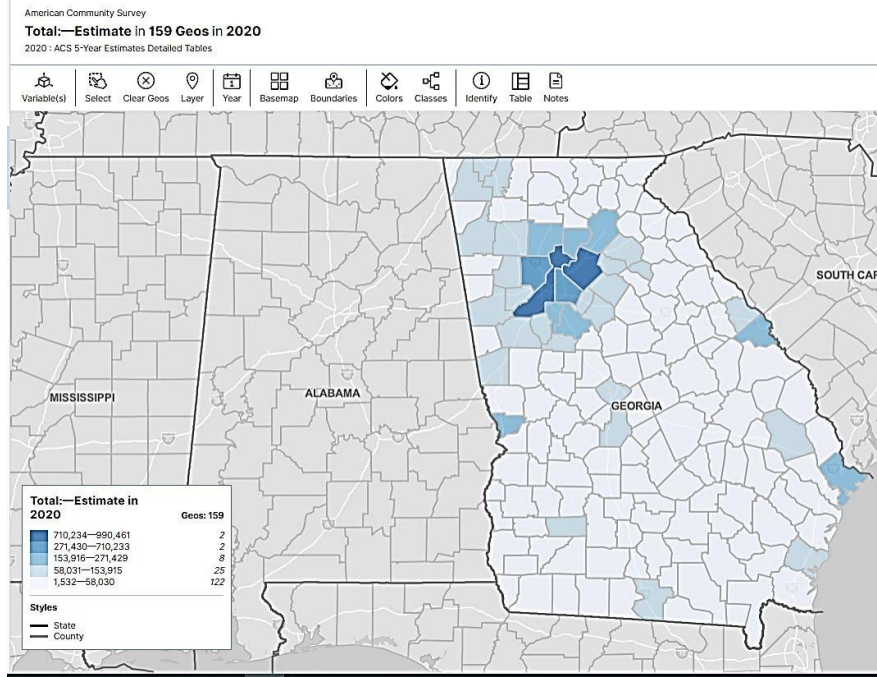 American Community Survey
Total:—Estimate in 159 Geos in 2020
2020 : ACS 5-Year Estimates Detailed Tables
Variable(s) Select Clear Geos Layer Year Basemap Boundaries Colors Classes Identify Table Notes
SOUTH CAR
MISSISSIPPI
ALABAMA
GEORGIA
Total:—Estimate in
2020
Geos: 159
710,234—990,461 2
271,430—710,233 2
153,916—271,429 8
58,031—153,915 25
1,532—58,030 122
Styles
State
County